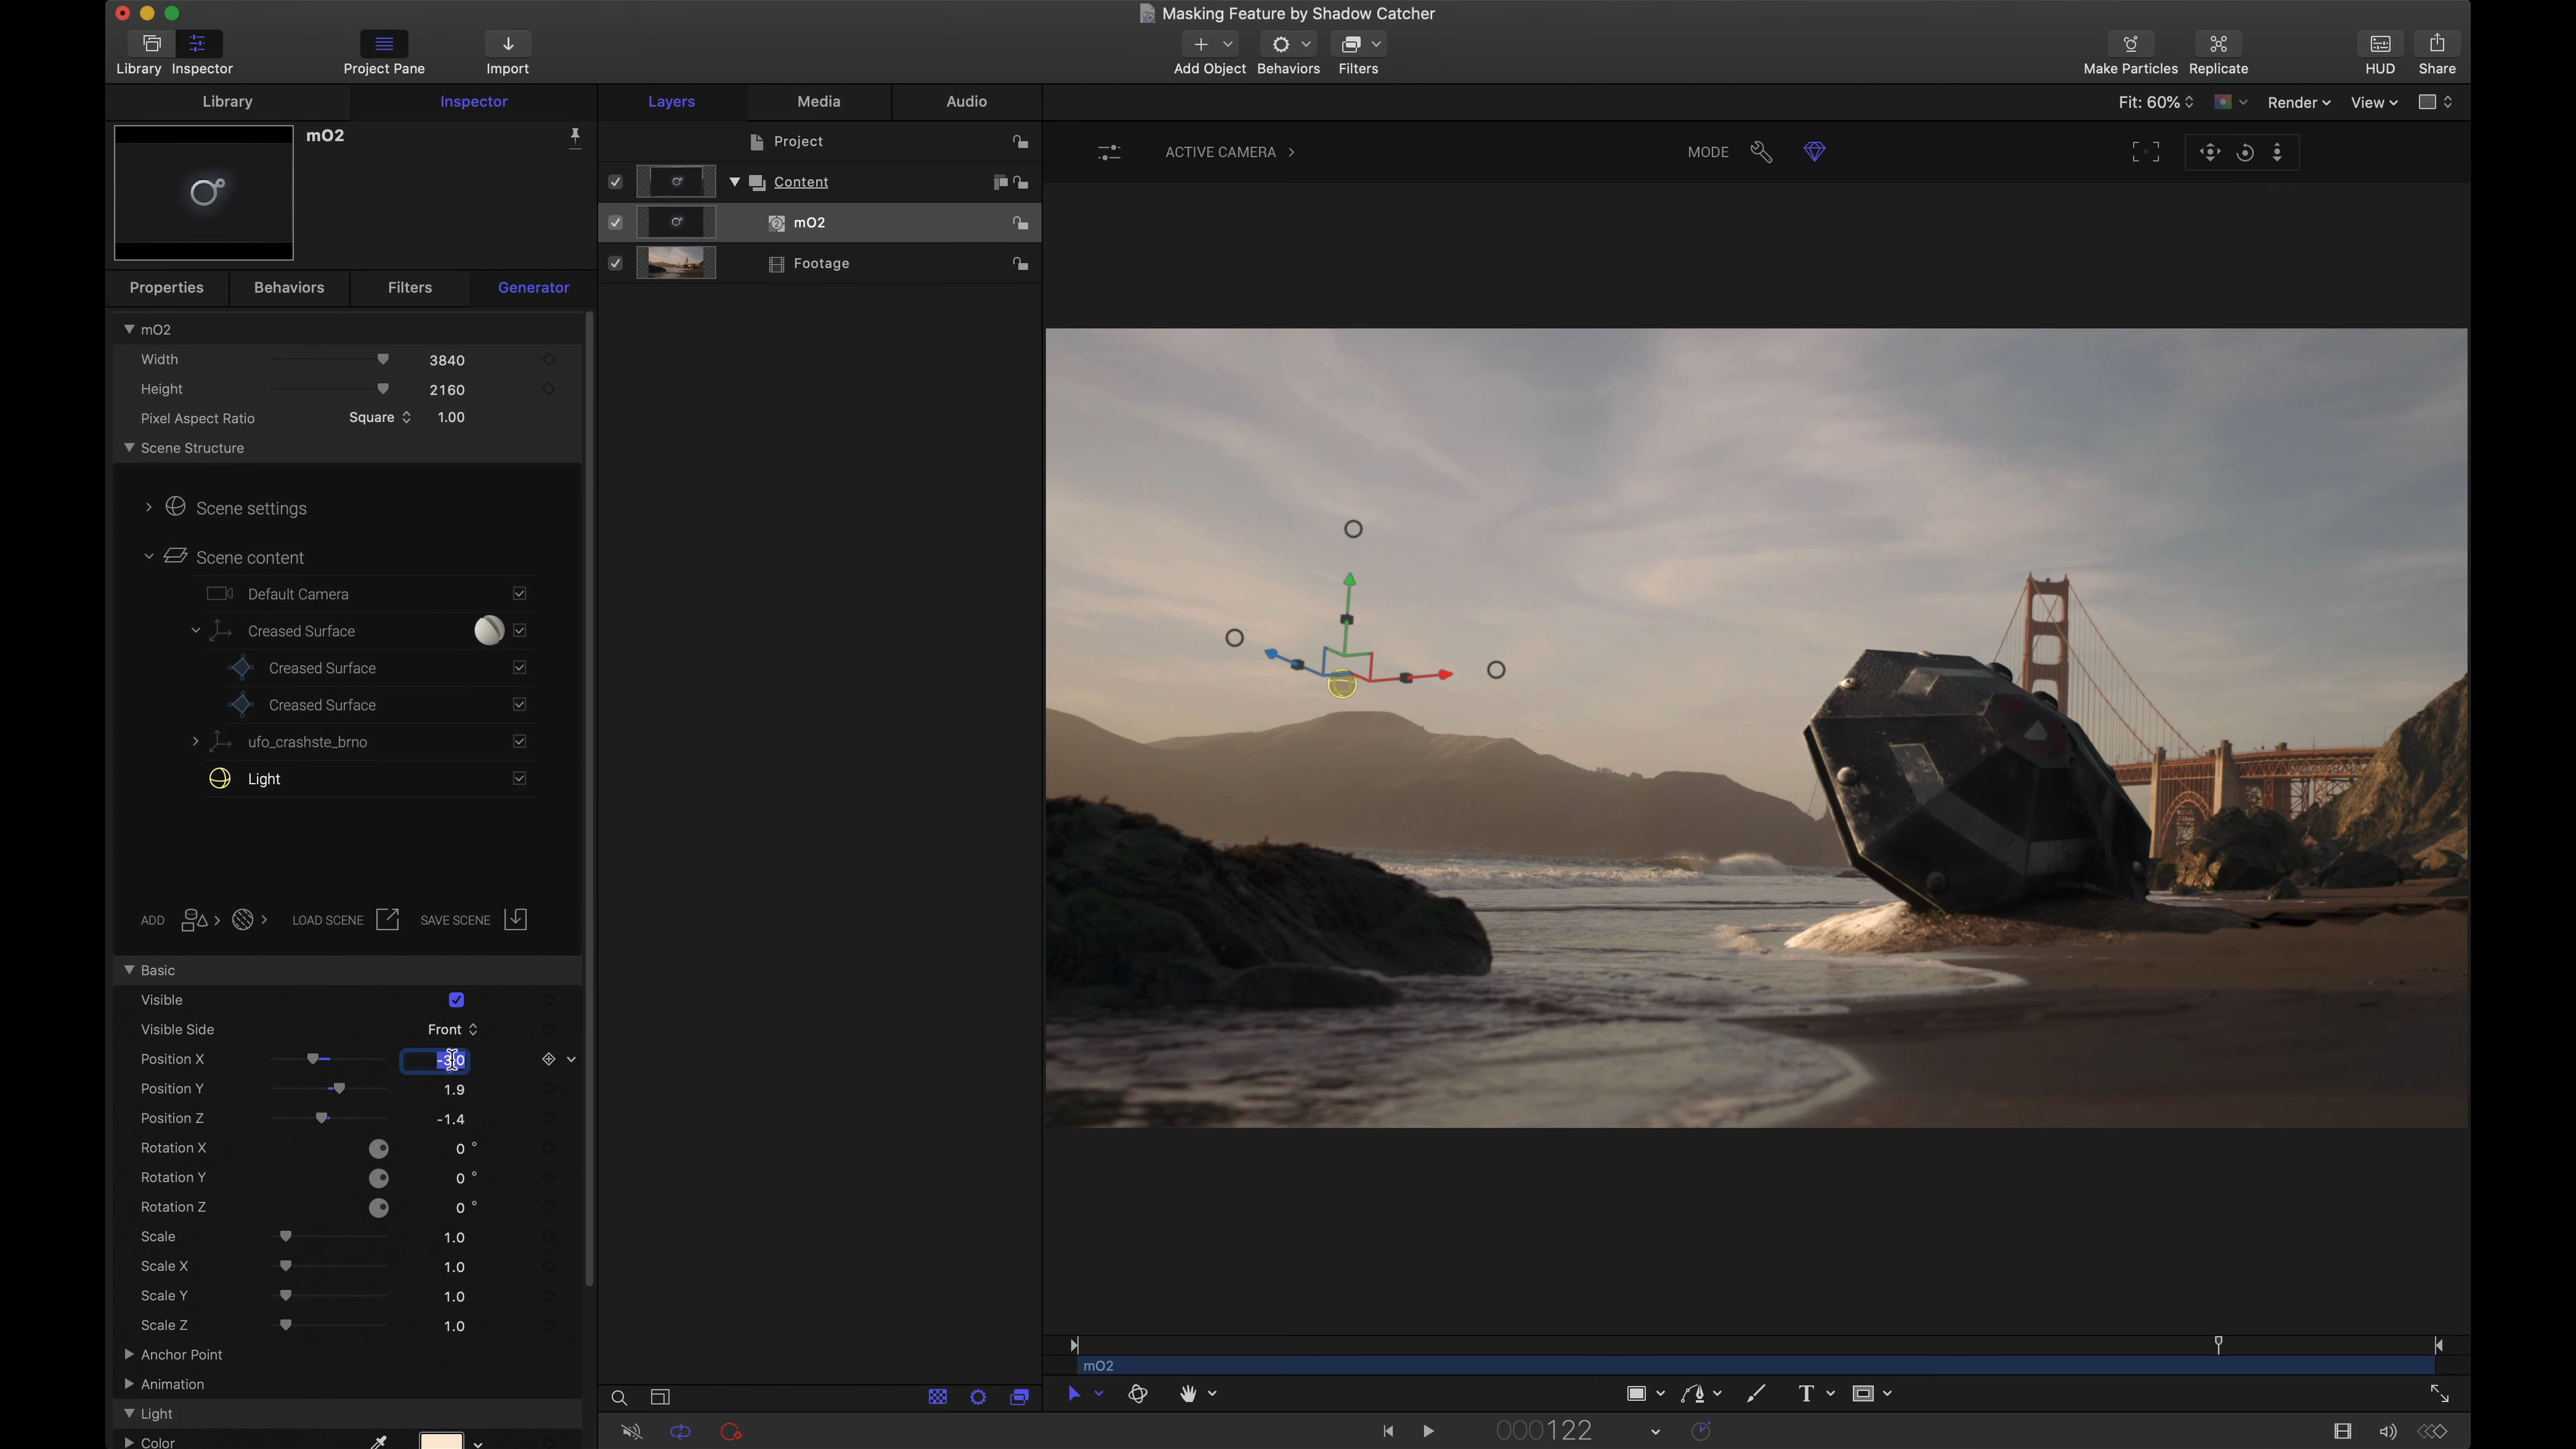 Masking Feature by Shadow Catcher
Library
Inspector
Project Pane
Import
Add Object
Behaviors
Filters
Make Particles
Replicate
HUD
Share
Library
Inspector
Layers
Media
Audio
Fit: 60%
Render
View
mO2
Project
Content
mO2
Footage
ACTIVE CAMERA
MODE
Properties
Behaviors
Filters
Generator
mO2
Width 3840
Height 2160
Pixel Aspect Ratio Square 1.00
Scene Structure
Scene settings
Scene content
Default Camera
Creased Surface
Creased Surface
Creased Surface
ufo_crashste_brno
Light
ADD
LOAD SCENE
SAVE SCENE
Basic
Visible
Visible Side Front
Position X
Position Y 1.9
Position Z -1.4
Rotation X 0 °
Rotation Y 0 °
Rotation Z 0 °
Scale 1.0
Scale X 1.0
Scale Y 1.0
Scale Z 1.0
Anchor Point
Animation
Light
Color
mO2
T
000122